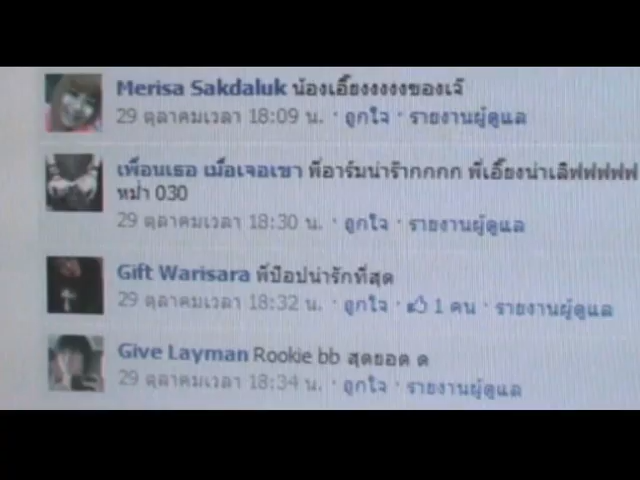 Merisa Sakdaluk น้องเอี๊ยงงงงงของเจ้
29 ตุลาคมเวลา 18:09 น. · ถูกใจ · รายงานผู้ดูแล
เพื่อนเธอ เมื่อเจอเขา พี่อาร์มน่าร๊ากกกก พี่เอี๊ยงน่าเลิฟฟฟฟฟ
หม่ำ 030
29 ตุลาคมเวลา 18:30 น. · ถูกใจ · รายงานผู้ดูแล
Gift Warisara พี่ป๊อปน่ารักที่สุด
29 ตุลาคมเวลา 18:32 น. · ถูกใจ · 1 คน · รายงานผู้ดูแล
Give Layman Rookie bb สุดยอด ด
29 ตุลาคมเวลา 18:34 น. · ถูกใจ · รายงานผู้ดูแล